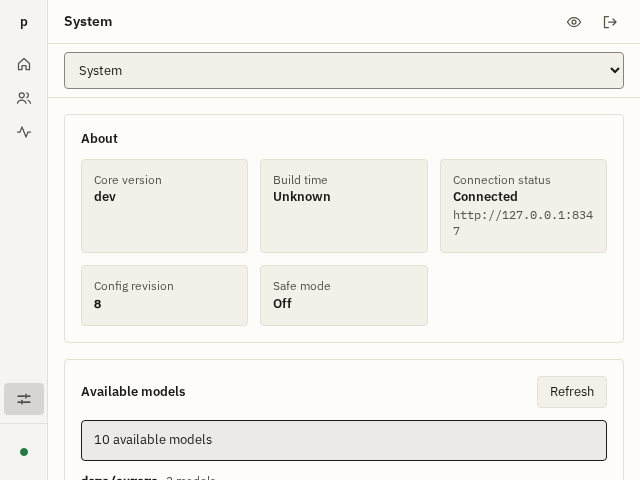 p
System
System
About
Core version
dev
Build time
Unknown
Connection status
Connected
http://127.0.0.1:834
7
Config revision
8
Safe mode
Off
Available models
Refresh
10 available models